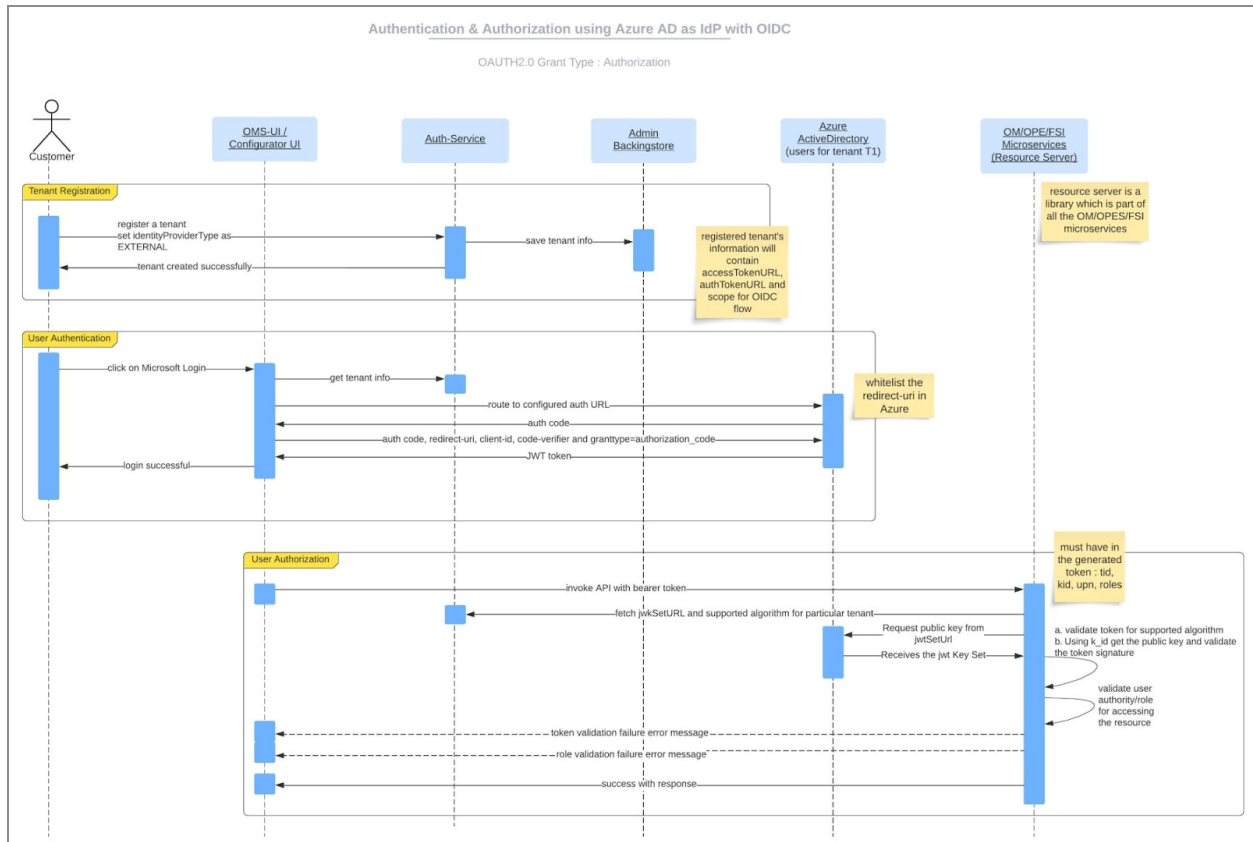 Authentication & Authorization using Azure AD as IdP with OIDC
OAUTH2.0 Grant Type : Authorization
Customer
OMS-UI /
Configurator UI
Auth-Service
Admin
Backingstore
Azure
ActiveDirectory
(users for tenant T1)
OM/OPE/FSI
Microservices
(Resource Server)
Tenant Registration
resource server is a
library which is part of
all the OM/OPES/FSI
microservices
register a tenant
set identityProviderType as
EXTERNAL
save tenant info
tenant created successfully
registered tenant's
information will
contain
accessTokenURL,
authTokenURL and
scope for OIDC
flow
User Authentication
click on Microsoft Login
get tenant info
whitelist the
redirect-uri in
Azure
route to configured auth URL
auth code
auth code, redirect-uri, client-id, code-verifier and granttype=authorization_code
JWT token
login successful
User Authorization
must have in
the generated
token : tid,
kid, upn, roles
invoke API with bearer token
fetch jwkSetURL and supported algorithm for particular tenant
Request public key from
jwtSetUrl
Receives the jwt Key Set
a. validate token for supported algorithm
b. Using k_id get the public key and validate
the token signature
validate user
authority/role
for accessing
the resource
token validation failure error message
role validation failure error message
success with response